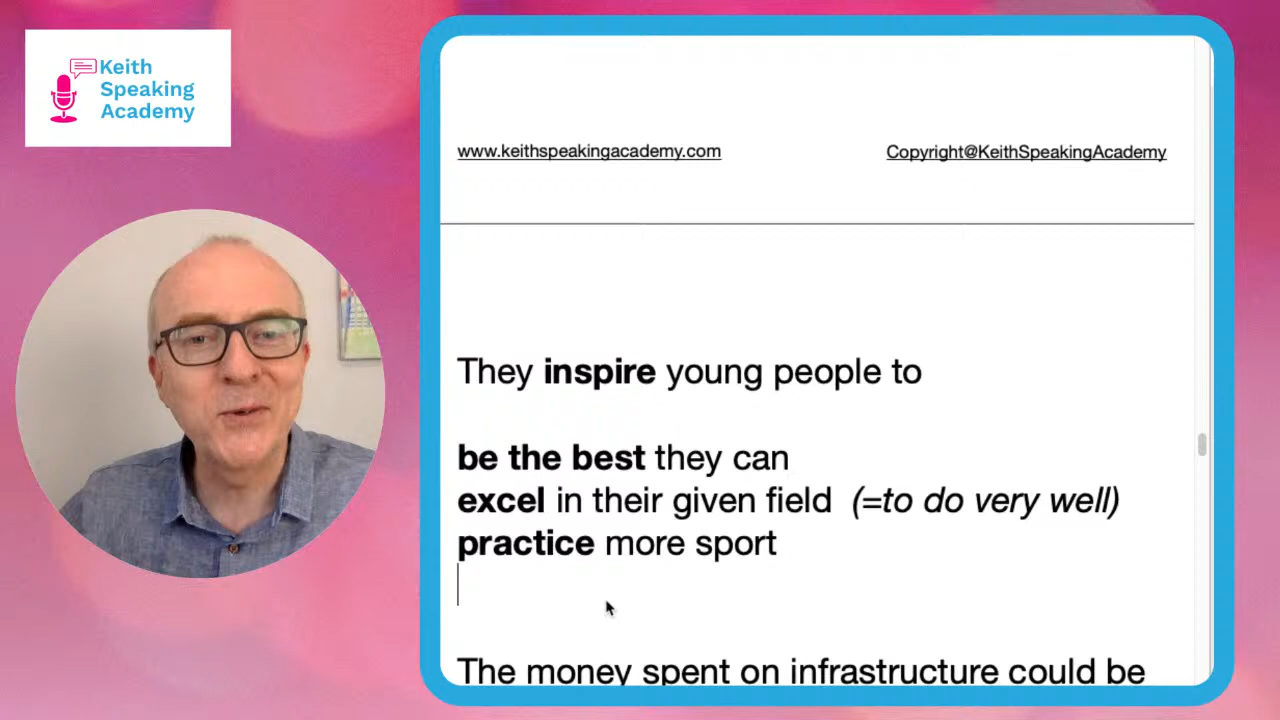 Keith
Speaking
Academy
www.keithspeakingacademy.com
Copyright@KeithSpeakingAcademy
They inspire young people to
be the best they can
excel in their given field (=to do very well)
practice more sport
The money spent on infrastructure could be